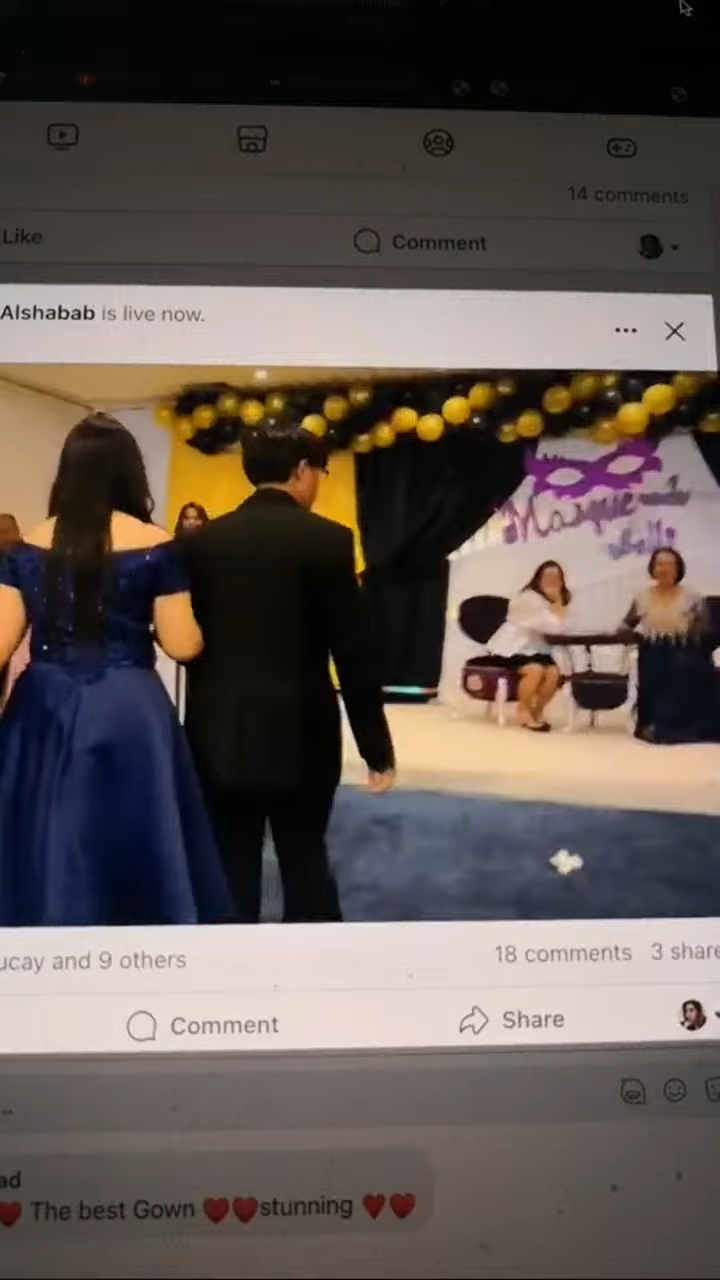 14 comments
Like
Comment
Alshabab is live now.
Masque
ucay and 9 others
18 comments 3 share
Comment
Share
ad
The best Gown ❤️❤️stunning ❤️❤️